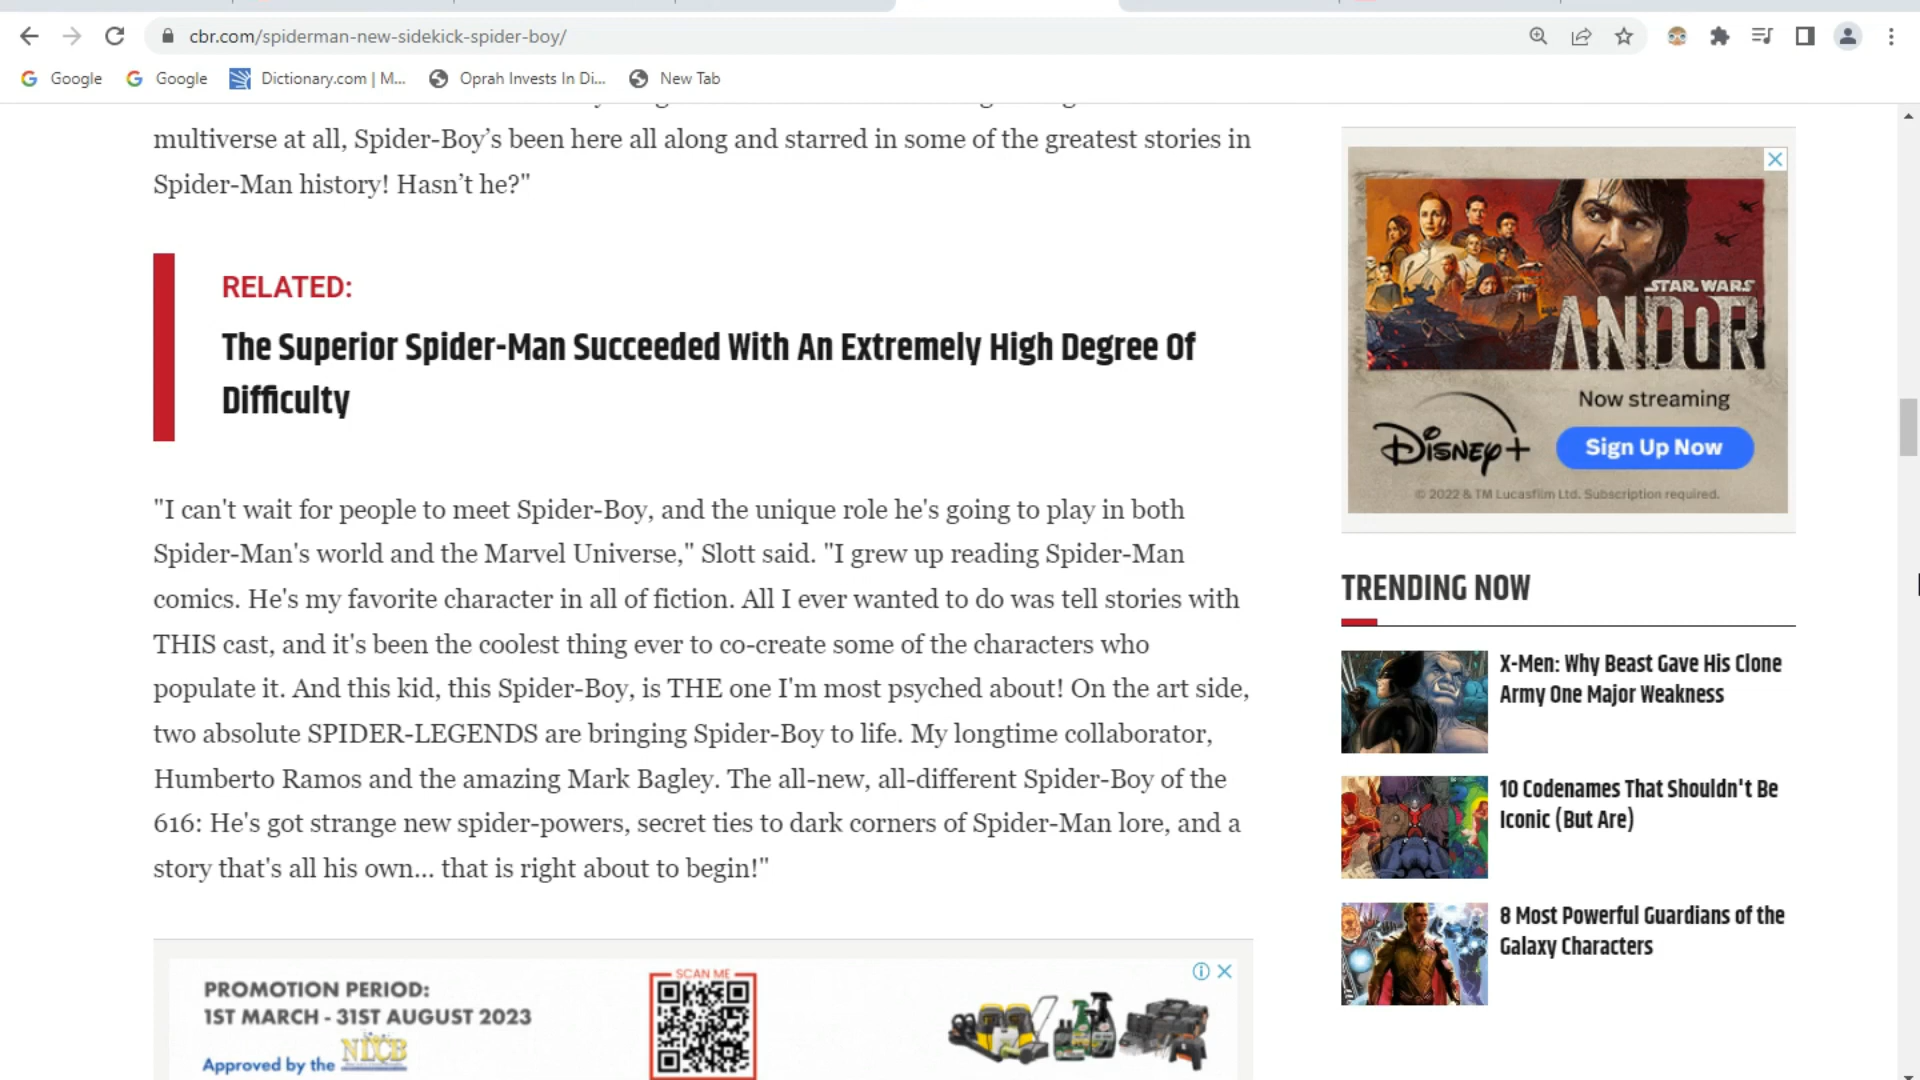 cbr.com/spiderman-new-sidekick-spider-boy/
Google
Google
Dictionary.com | M...
Oprah Invests In Di...
New Tab
multiverse at all, Spider-Boy’s been here all along and starred in some of the greatest stories in
Spider-Man history! Hasn’t he?"
RELATED:
The Superior Spider-Man Succeeded With An Extremely High Degree Of
Difficulty
"I can't wait for people to meet Spider-Boy, and the unique role he's going to play in both
Spider-Man's world and the Marvel Universe," Slott said. "I grew up reading Spider-Man
comics. He's my favorite character in all of fiction. All I ever wanted to do was tell stories with
THIS cast, and it's been the coolest thing ever to co-create some of the characters who
populate it. And this kid, this Spider-Boy, is THE one I'm most psyched about! On the art side,
two absolute SPIDER-LEGENDS are bringing Spider-Boy to life. My longtime collaborator,
Humberto Ramos and the amazing Mark Bagley. The all-new, all-different Spider-Boy of the
616: He's got strange new spider-powers, secret ties to dark corners of Spider-Man lore, and a
story that's all his own... that is right about to begin!"
PROMOTION PERIOD:
1ST MARCH - 31ST AUGUST 2023
Approved by the NLCB
SCAN ME
STAR WARS
ANDOR
Now streaming
Disney+
Sign Up Now
© 2022 & TM Lucasfilm Ltd. Subscription required.
TRENDING NOW
X-Men: Why Beast Gave His Clone
Army One Major Weakness
10 Codenames That Shouldn't Be
Iconic (But Are)
8 Most Powerful Guardians of the
Galaxy Characters